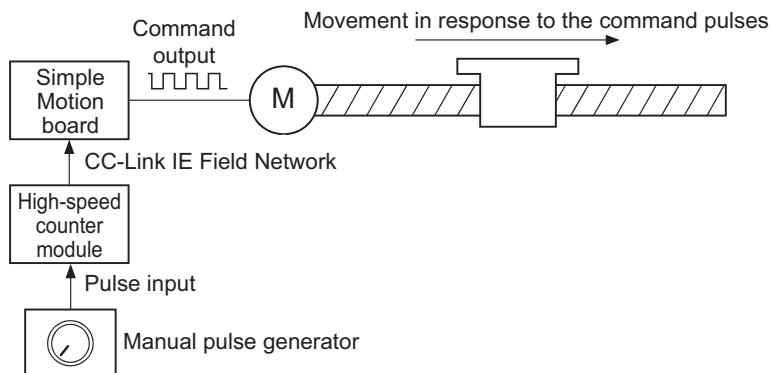 Movement in response to the command pulses
Command
output
Simple
Motion
board
M
CC-Link IE Field Network
High-speed
counter
module
Pulse input
Manual pulse generator